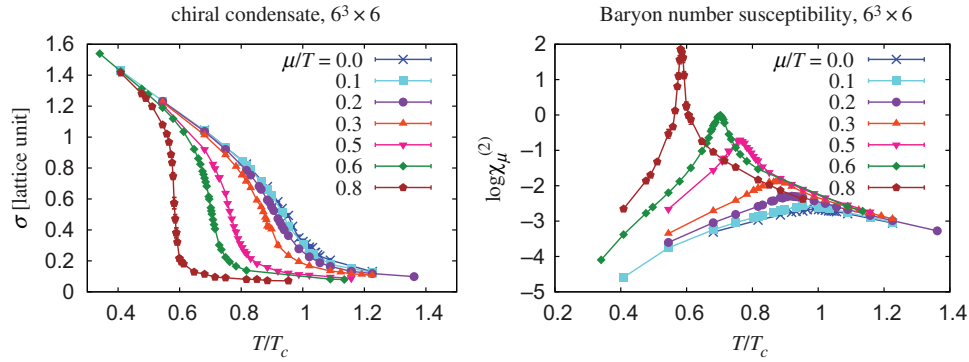 chiral condensate, 6³ × 6
σ [lattice unit]
1.6
1.4
1.2
1
0.8
0.6
0.4
0.2
0
μ/T = 0.0
0.1
0.2
0.3
0.5
0.6
0.8
0.4 0.6 0.8 1 1.2 1.4
T/T_c
Baryon number susceptibility, 6³ × 6
logχ_μ^(2)
2
1
0
−1
−2
−3
−4
−5
μ/T = 0.0
0.1
0.2
0.3
0.5
0.6
0.8
0.4 0.6 0.8 1 1.2 1.4
T/T_c